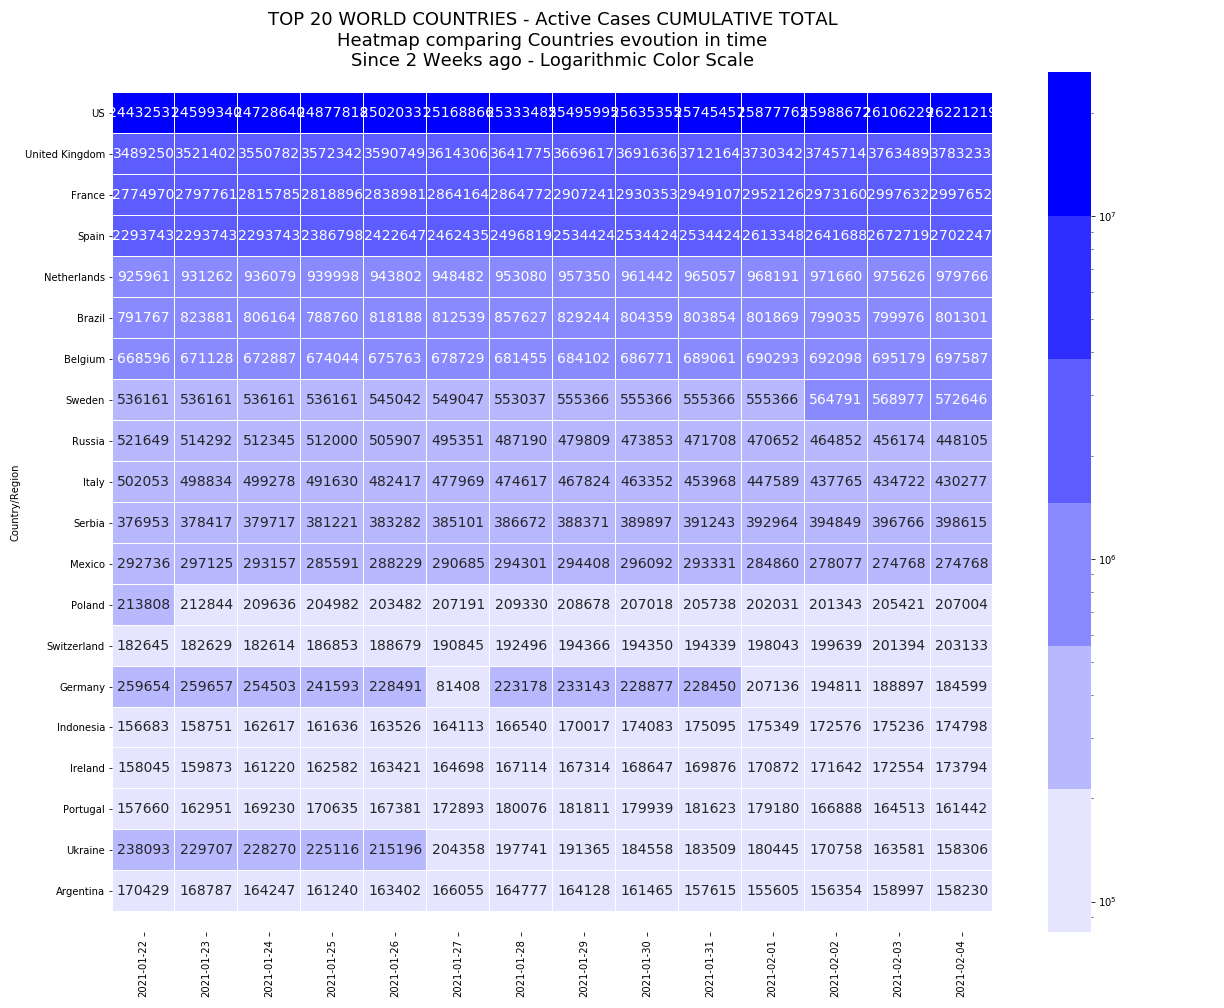 TOP 20 WORLD COUNTRIES - Active Cases CUMULATIVE TOTAL
Heatmap comparing Countries evoution in time
Since 2 Weeks ago - Logarithmic Color Scale
Country/Region
US 24599340 24728640 24877818 25168866 26106229 26221219
United Kingdom 3489250 3521402 3550782 3572342 3590749 3614306 3641775 3669617 3691636 3712164 3730342 3745714 3763489 3783233
France 2774970 2797761 2815785 2818896 2838981 2864164 2864772 2907241 2930353 2949107 2952126 2973160 2997632 2997652
Spain 2293743 2293743 2293743 2386798 2422647 2462435 2496819 2534424 2534424 2534424 2613348 2641688 2672719 2702247
Netherlands 925961 931262 936079 939998 943802 948482 953080 957350 961442 965057 968191 971660 975626 979766
Brazil 791767 823881 806164 788760 818188 812539 857627 829244 804359 803854 801869 799035 799976 801301
Belgium 668596 671128 672887 674044 675763 678729 681455 684102 686771 689061 690293 692098 695179 697587
Sweden 536161 536161 536161 536161 545042 549047 553037 555366 555366 555366 555366 564791 568977 572646
Russia 521649 514292 512345 512000 505907 495351 487190 479809 473853 471708 470652 464852 456174 448105
Italy 502053 498834 499278 491630 482417 477969 474617 467824 463352 453968 447589 437765 434722 430277
Serbia 376953 378417 379717 381221 383282 385101 386672 388371 389897 391243 392964 394849 396766 398615
Mexico 292736 297125 293157 285591 288229 290685 294301 294408 296092 293331 284860 278077 274768 274768
Poland 213808 212844 209636 204982 203482 207191 209330 208678 207018 205738 202031 201343 205421 207004
Switzerland 182645 182629 182614 186853 188679 190845 192496 194366 194350 194339 198043 199639 201394 203133
Germany 259654 259657 254503 241593 228491 81408 223178 233143 228877 228450 207136 194811 188897 184599
Indonesia 156683 158751 162617 161636 163526 164113 166540 170017 174083 175095 175349 172576 175236 174798
Ireland 158045 159873 161220 162582 163421 164698 167114 167314 168647 169876 170872 171642 172554 173794
Portugal 157660 162951 169230 170635 167381 172893 180076 181811 179939 181623 179180 166888 164513 161442
Ukraine 238093 229707 228270 225116 215196 204358 197741 191365 184558 183509 180445 170758 163581 158306
Argentina 170429 168787 164247 161240 163402 166055 164777 164128 161465 157615 155605 156354 158997 158230
2021-01-22 2021-01-23 2021-01-24 2021-01-25 2021-01-26 2021-01-27 2021-01-28 2021-01-29 2021-01-30 2021-01-31 2021-02-01 2021-02-02 2021-02-03 2021-02-04
10⁷
10⁶
10⁵